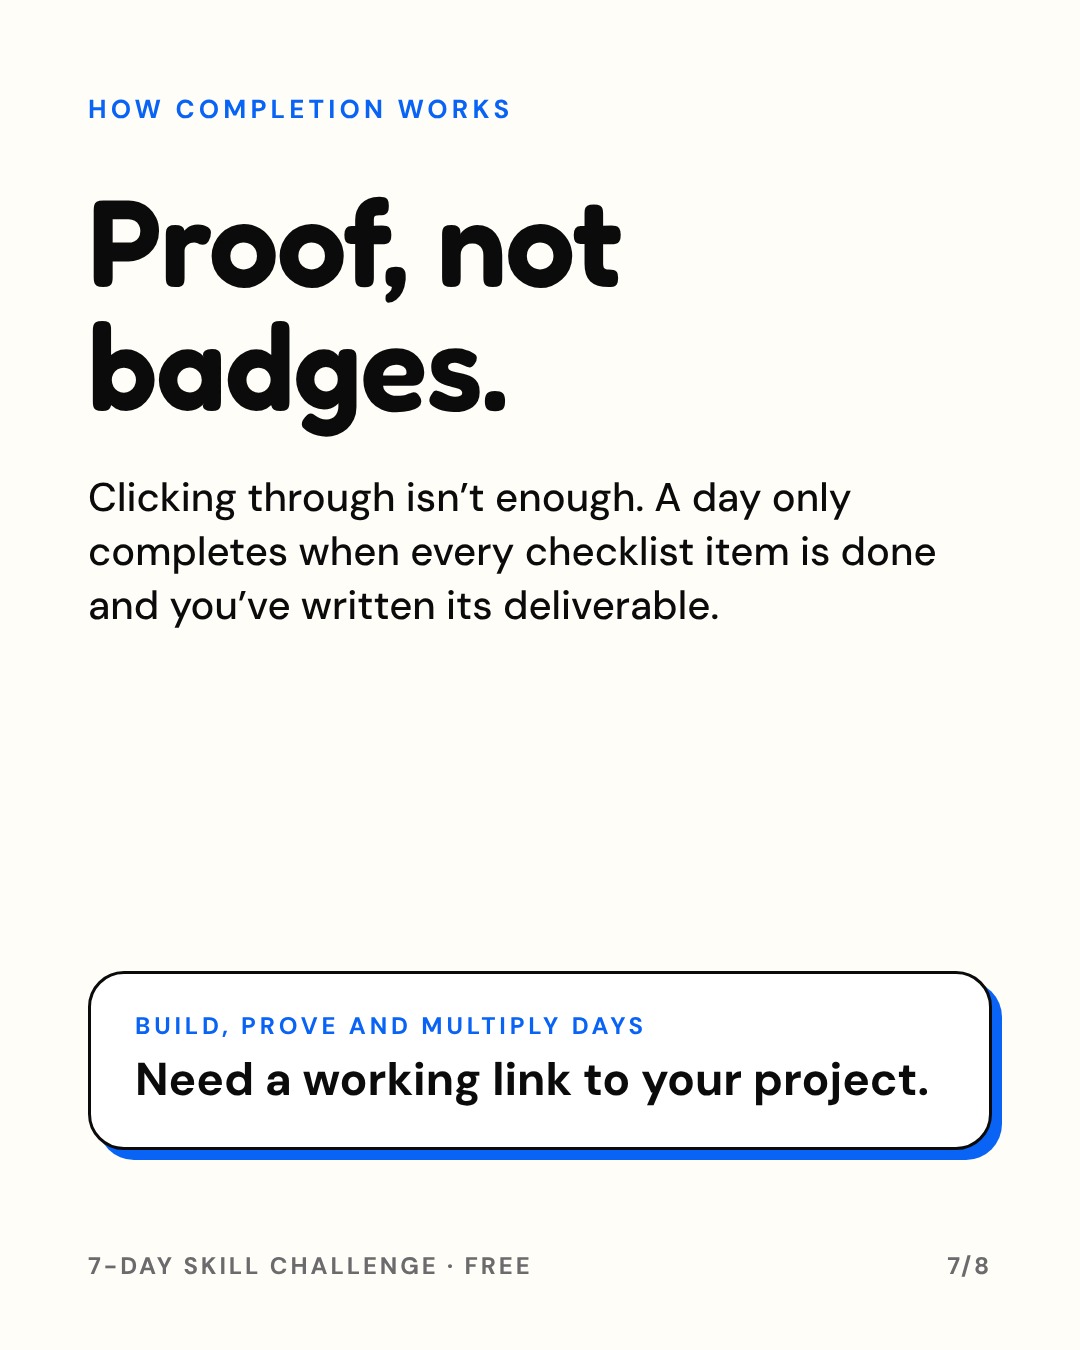 HOW COMPLETION WORKS
Proof, not
badges.
Clicking through isn’t enough. A day only
completes when every checklist item is done
and you’ve written its deliverable.
BUILD, PROVE AND MULTIPLY DAYS
Need a working link to your project.
7-DAY SKILL CHALLENGE · FREE
7/8